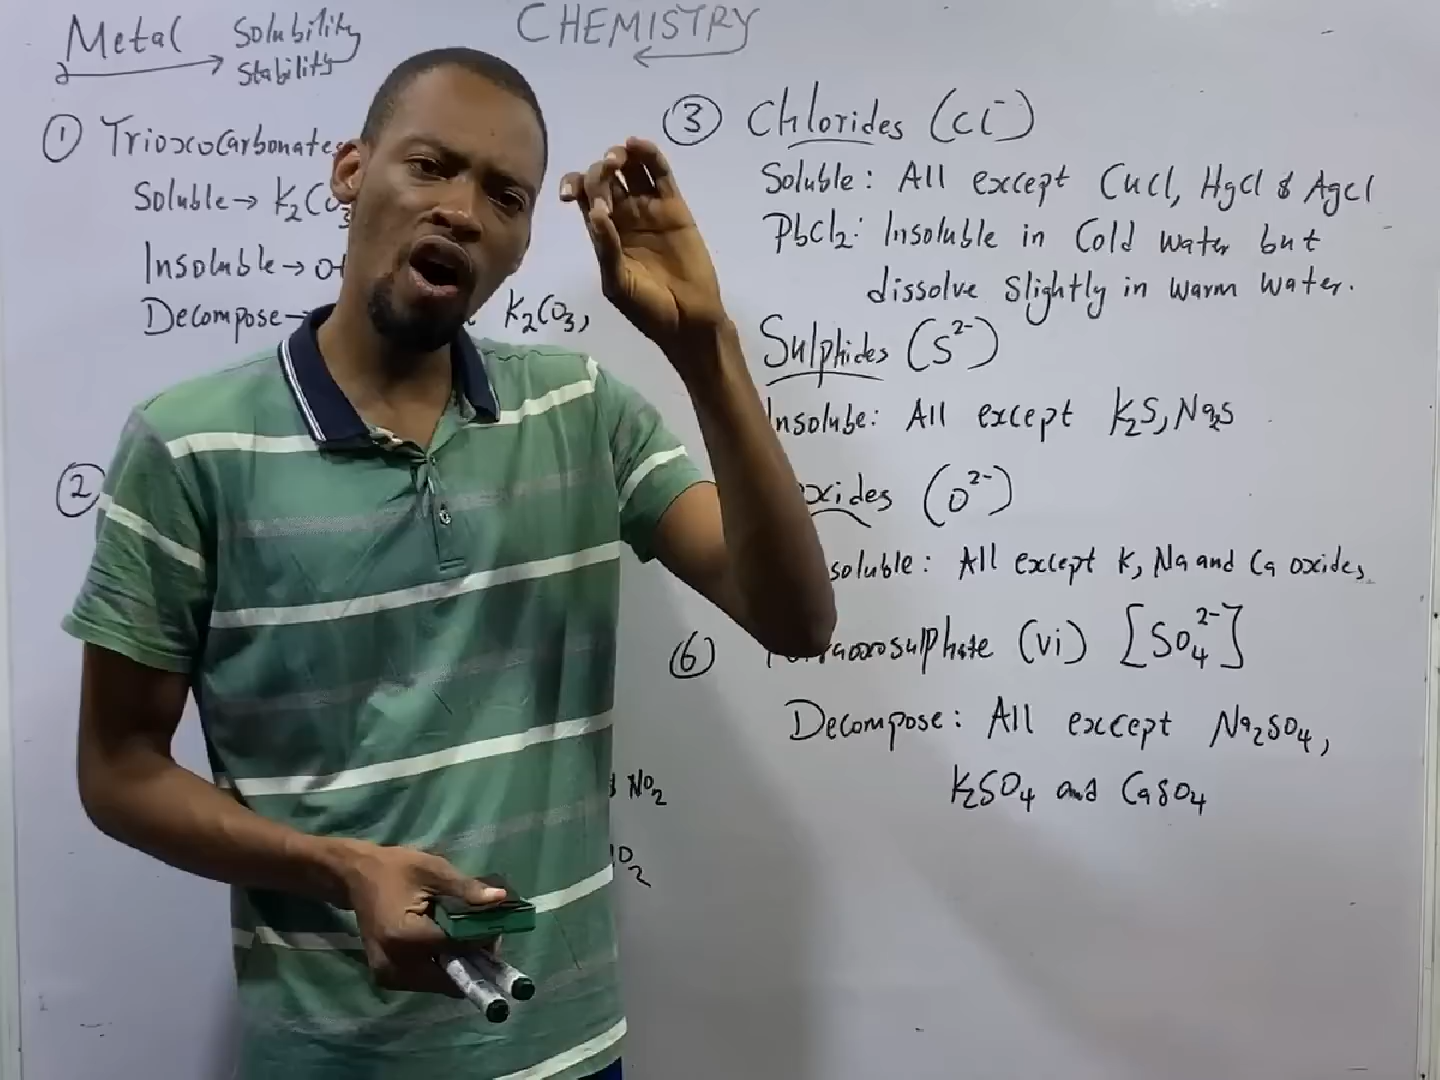 Metal
Solubility
Stability
CHEMISTRY
① Trioxocarbonates
Soluble → K₂CO₃
Insoluble →
Decompose → K₂CO₃,
②
NO₂
O₂
③ Chlorides (Cl⁻)
Soluble: All except CuCl, HgCl & AgCl
PbCl₂: Insoluble in Cold water but
dissolve slightly in warm water.
Sulphides (S²⁻)
Insolube: All except K₂S, Na₂S
oxides (O²⁻)
soluble: All except K, Na and Ca oxides
⑥ (vi) [SO₄²⁻]
Decompose: All except Na₂SO₄,
K₂SO₄ and CaSO₄